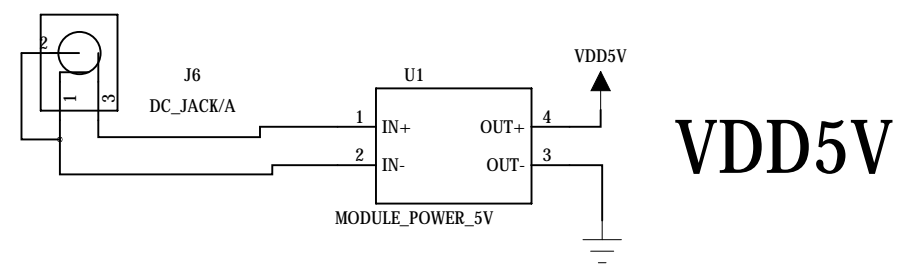 2
1
3
J6
DC_JACK/A
U1
1
IN+
2
IN-
OUT+
4
OUT-
3
MODULE_POWER_5V
VDD5V
VDD5V